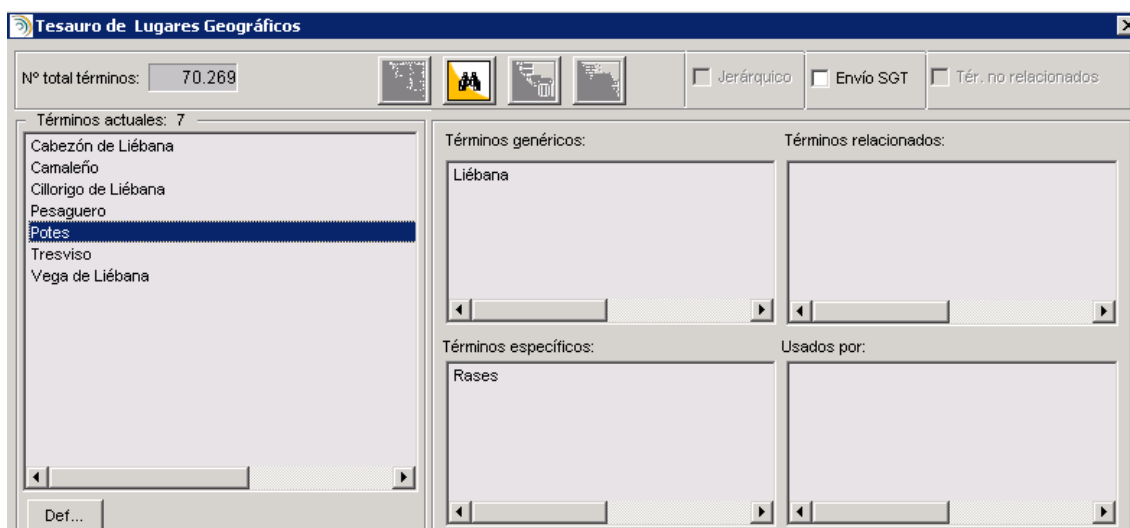 Tesauro de Lugares Geográficos
Nº total términos: 70.269
Jerárquico
Envío SGT
Tér. no relacionados
Términos actuales: 7
Cabezón de Liébana
Camaleño
Cillorigo de Liébana
Pesaguero
Potes
Tresviso
Vega de Liébana
Def...
Términos genéricos:
Liébana
Términos relacionados:
Términos específicos:
Rases
Usados por: